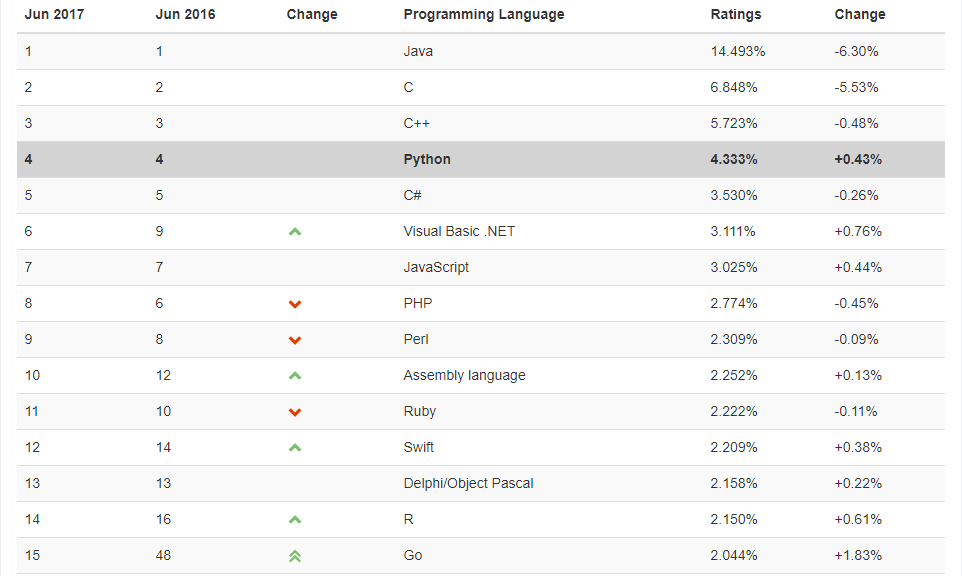 Jun 2017 Jun 2016 Change Programming Language Ratings Change
1 1 Java 14.493% -6.30%
2 2 C 6.848% -5.53%
3 3 C++ 5.723% -0.48%
4 4 Python 4.333% +0.43%
5 5 C# 3.530% -0.26%
6 9 Visual Basic .NET 3.111% +0.76%
7 7 JavaScript 3.025% +0.44%
8 6 PHP 2.774% -0.45%
9 8 Perl 2.309% -0.09%
10 12 Assembly language 2.252% +0.13%
11 10 Ruby 2.222% -0.11%
12 14 Swift 2.209% +0.38%
13 13 Delphi/Object Pascal 2.158% +0.22%
14 16 R 2.150% +0.61%
15 48 Go 2.044% +1.83%